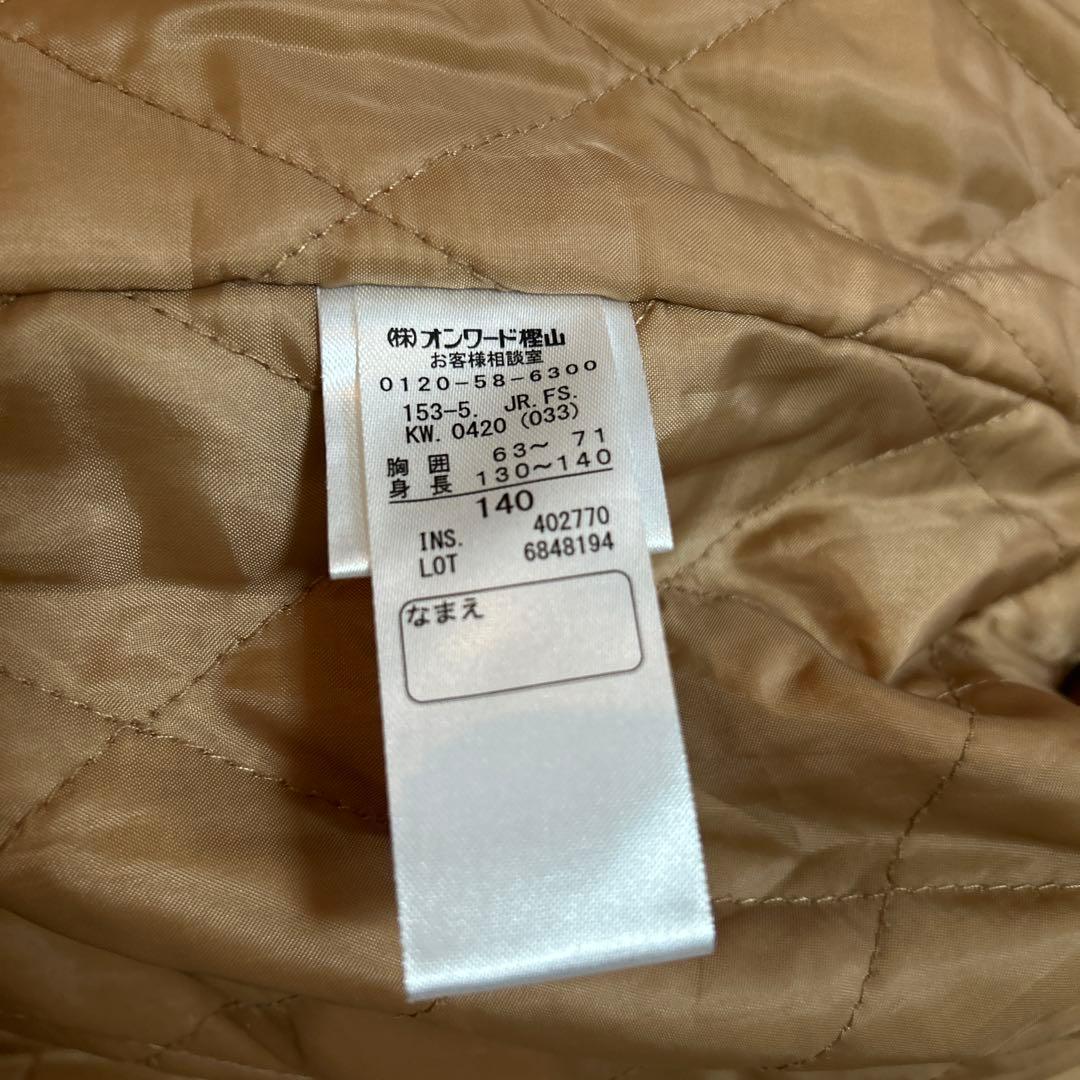 (株)オンワード樫山
お客様相談室
0120-58-6300
153-5. JR.FS.
KW. 0420 (033)
胸囲 63〜 71
身長 130〜140
140
INS. 402770
LOT 6848194
なまえ